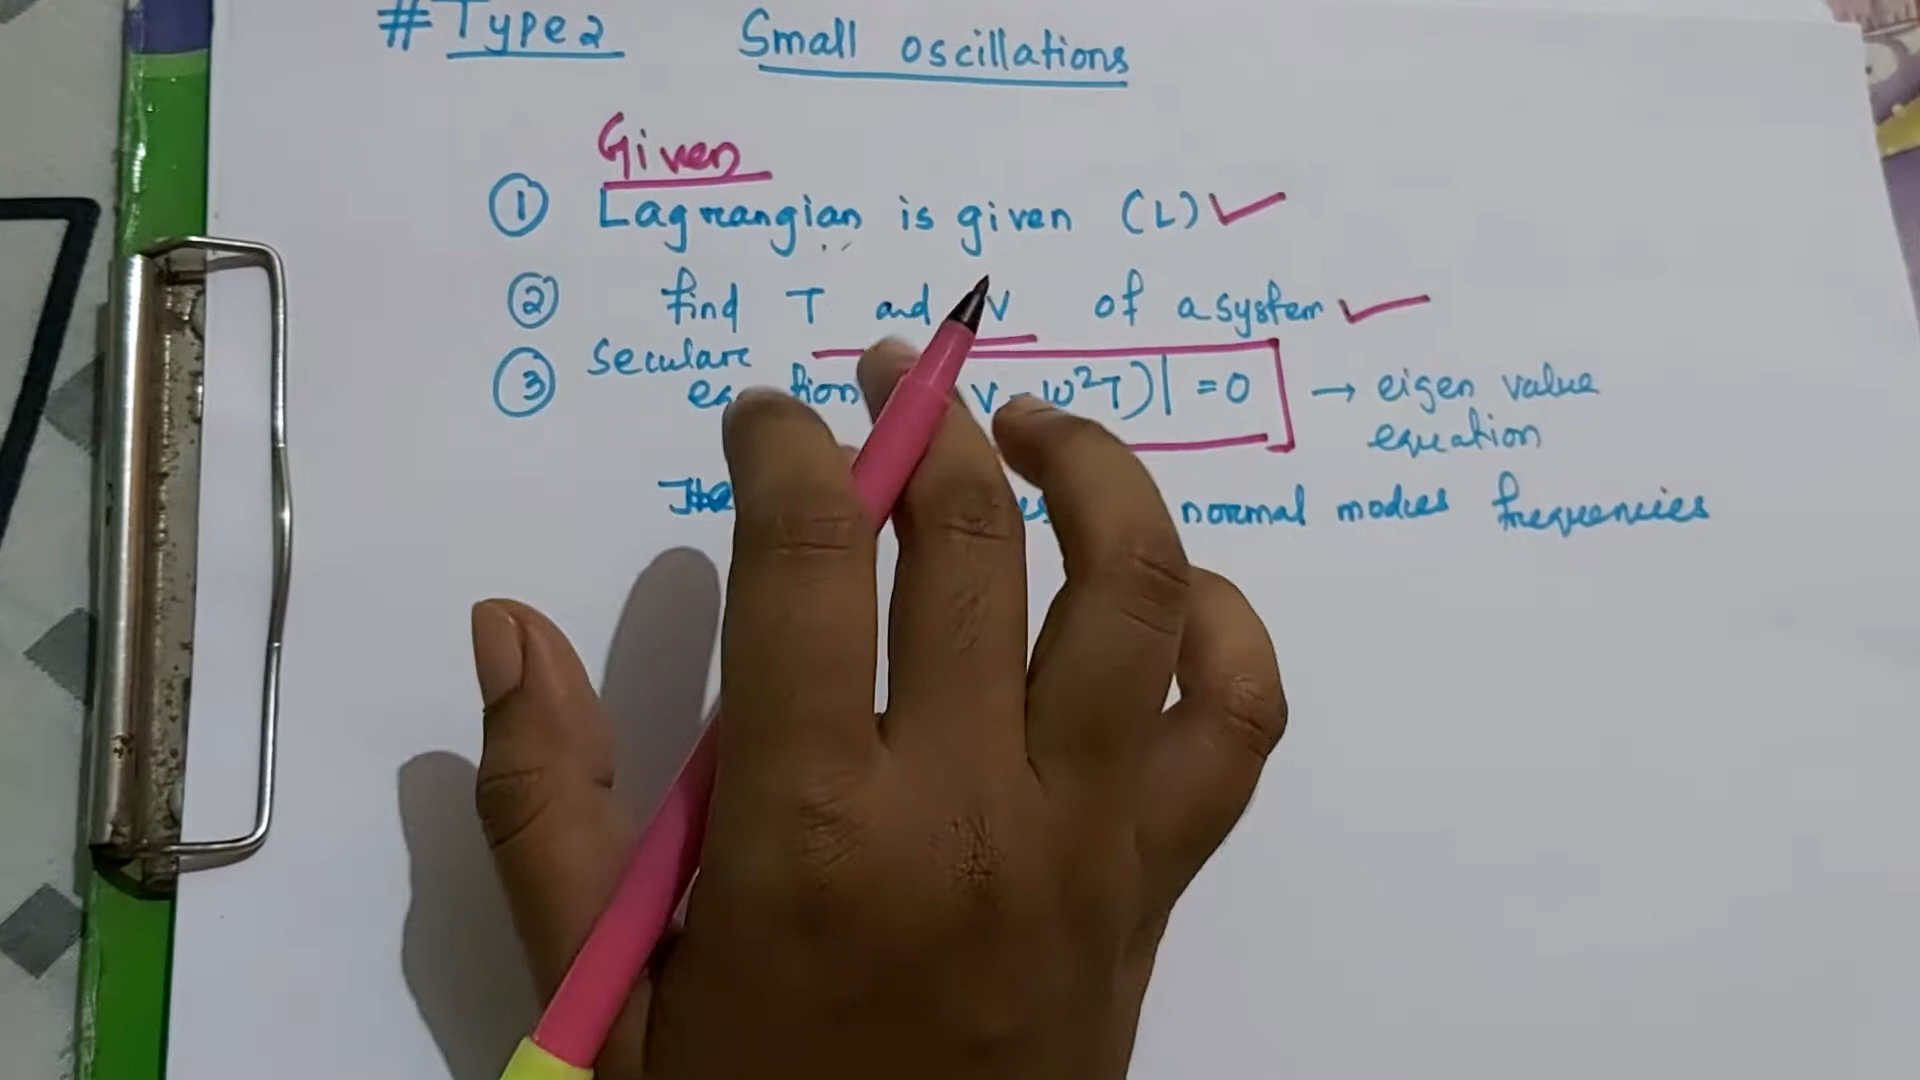 #Type2 Small oscillations
Given
① Lagrangian is given (L) ✓
② find T and V of a system ✓
③ Seculare
V - ω²T)| = 0 → eigen value
equation
normal modes frequencies